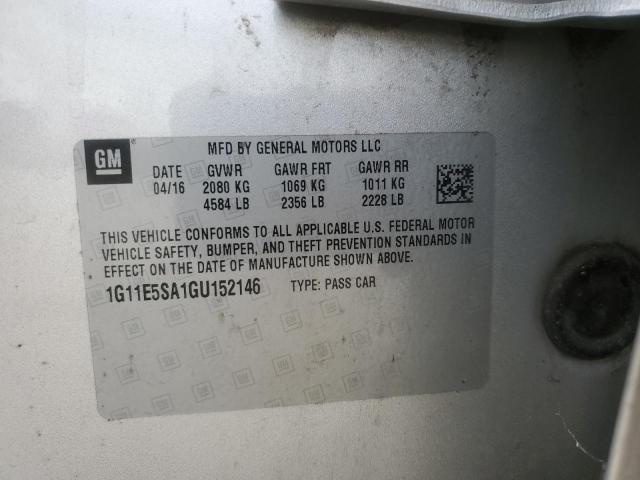 GM
MFD BY GENERAL MOTORS LLC
DATE GVWR GAWR FRT GAWR RR
04/16 2080 KG 1069 KG 1011 KG
4584 LB 2356 LB 2228 LB
THIS VEHICLE CONFORMS TO ALL APPLICABLE U.S. FEDERAL MOTOR
VEHICLE SAFETY, BUMPER, AND THEFT PREVENTION STANDARDS IN
EFFECT ON THE DATE OF MANUFACTURE SHOWN ABOVE.
1G11E5SA1GU152146 TYPE: PASS CAR